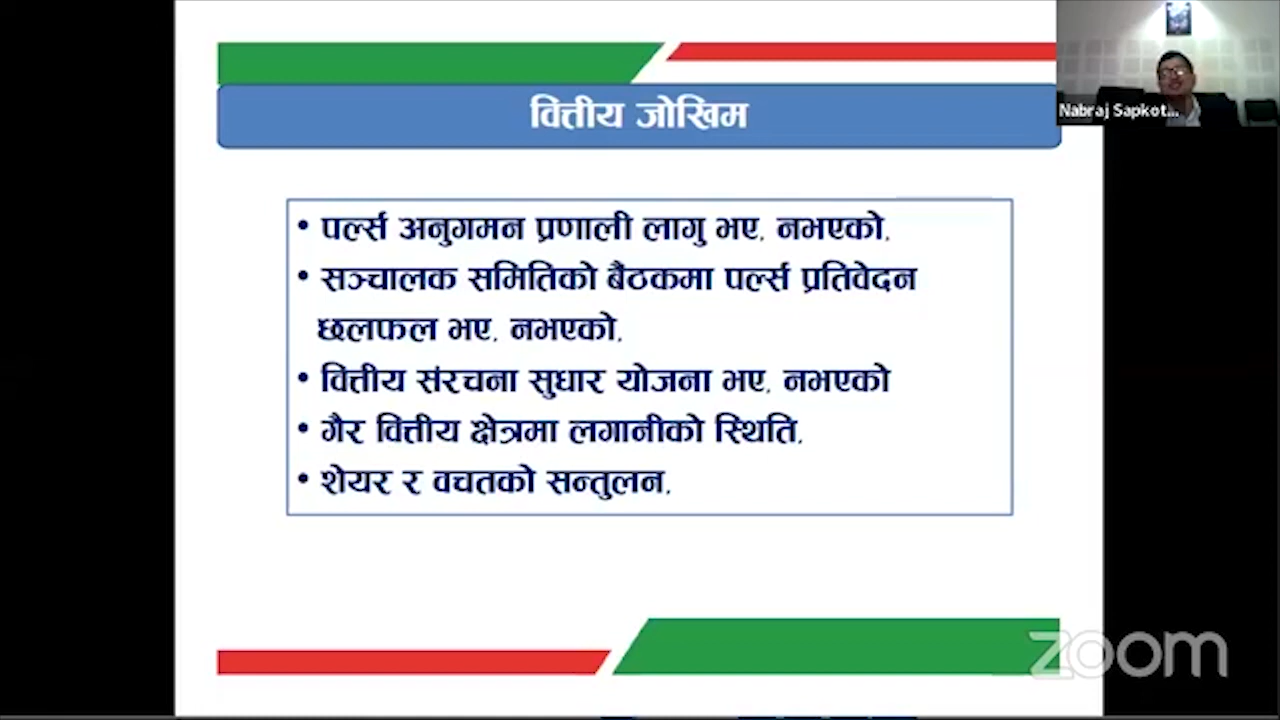 वित्तीय जोखिम
Nabraj Sapkot...
• पर्ल्स अनुगमन प्रणाली लागु भए, नभएको,
• सञ्चालक समितिको बैठकमा पर्ल्स प्रतिवेदन
छलफल भए, नभएको,
• वित्तीय संरचना सुधार योजना भए, नभएको
• गैर वित्तीय क्षेत्रमा लगानीको स्थिति,
• शेयर र वचतको सन्तुलन,
zoom